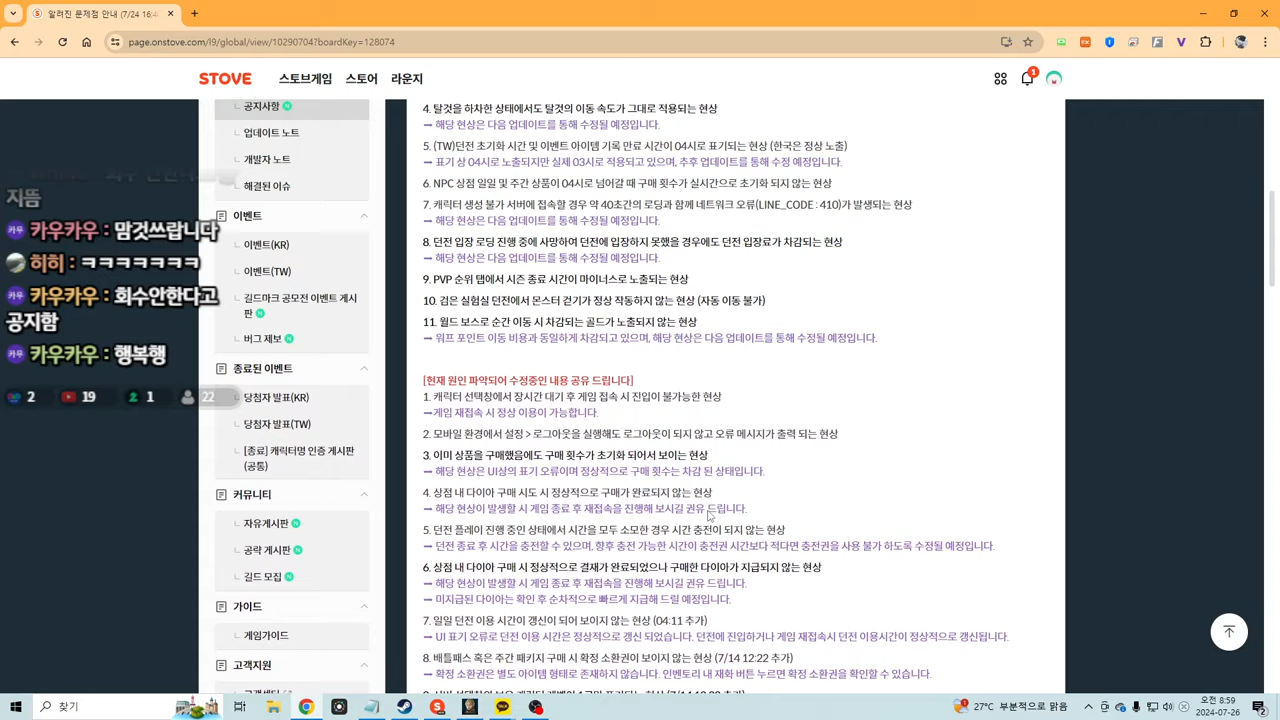 알려진 문제점 안내 (7/24 16:4
page.onstove.com/l9/global/view/10290704?boardKey=128074
STOVE
스토브게임
스토어
라운지
1
공지사항 N
업데이트 노트
개발자 노트
해결된 이슈
이벤트
이벤트(KR)
이벤트(TW)
길드마크 공모전 이벤트 게시
판 N
버그 제보 N
종료된 이벤트
당첨자 발표(KR)
당첨자 발표(TW)
[종료] 캐릭터명 인증 게시판
(공통)
커뮤니티
자유게시판 N
공략 게시판 N
길드 모집 N
가이드
게임가이드
고객지원
지뜸
카우 카우카우 : 맘것쓰랍니다
히히 : ㅋㅋㅋㅋㅋㅋㅋ
카우 카우카우 : 회수안한다고
공지함
카우 카우카우 : 행복행
2 19 1 22
4. 탈것을 하차한 상태에서도 탈것의 이동 속도가 그대로 적용되는 현상
➡ 해당 현상은 다음 업데이트를 통해 수정될 예정입니다.
5. (TW)던전 초기화 시간 및 이벤트 아이템 기록 만료 시간이 04시로 표기되는 현상 (한국은 정상 노출)
➡ 표기 상 04시로 노출되지만 실제 03시로 적용되고 있으며, 추후 업데이트를 통해 수정 예정입니다.
6. NPC 상점 일일 및 주간 상품이 04시로 넘어갈 때 구매 횟수가 실시간으로 초기화 되지 않는 현상
7. 캐릭터 생성 불가 서버에 접속할 경우 약 40초간의 로딩과 함께 네트워크 오류(LINE_CODE : 410)가 발생되는 현상
➡ 해당 현상은 다음 업데이트를 통해 수정될 예정입니다.
8. 던전 입장 로딩 진행 중에 사망하여 던전에 입장하지 못했을 경우에도 던전 입장료가 차감되는 현상
➡ 해당 현상은 다음 업데이트를 통해 수정될 예정입니다.
9. PVP 순위 탭에서 시즌 종료 시간이 마이너스로 노출되는 현상
10. 검은 실험실 던전에서 몬스터 걷기가 정상 작동하지 않는 현상 (자동 이동 불가)
11. 월드 보스로 순간 이동 시 차감되는 골드가 노출되지 않는 현상
➡ 워프 포인트 이동 비용과 동일하게 차감되고 있으며, 해당 현상은 다음 업데이트를 통해 수정될 예정입니다.
[현재 원인 파악되어 수정중인 내용 공유 드립니다]
1. 캐릭터 선택창에서 장시간 대기 후 게임 접속 시 진입이 불가능한 현상
➡게임 재접속 시 정상 이용이 가능합니다.
2. 모바일 환경에서 설정 > 로그아웃을 실행해도 로그아웃이 되지 않고 오류 메시지가 출력 되는 현상
3. 이미 상품을 구매했음에도 구매 횟수가 초기화 되어서 보이는 현상
➡ 해당 현상은 UI상의 표기 오류이며 정상적으로 구매 횟수는 차감 된 상태입니다.
4. 상점 내 다이아 구매 시도 시 정상적으로 구매가 완료되지 않는 현상
➡ 해당 현상이 발생할 시 게임 종료 후 재접속을 진행해 보시길 권유 드립니다.
5. 던전 플레이 진행 중인 상태에서 시간을 모두 소모한 경우 시간 충전이 되지 않는 현상
➡ 던전 종료 후 시간을 충전할 수 있으며, 향후 충전 가능한 시간이 충전권 시간보다 적다면 충전권을 사용 불가 하도록 수정될 예정입니다.
6. 상점 내 다이아 구매 시 정상적으로 결재가 완료되었으나 구매한 다이아가 지급되지 않는 현상
➡ 해당 현상이 발생할 시 게임 종료 후 재접속을 진행해 보시길 권유 드립니다.
➡ 미지급된 다이아는 확인 후 순차적으로 빠르게 지급해 드릴 예정입니다.
7. 일일 던전 이용 시간이 갱신이 되어 보이지 않는 현상 (04:11 추가)
➡ UI 표기 오류로 던전 이용 시간은 정상적으로 갱신 되었습니다. 던전에 진입하거나 게임 재접속시 던전 이용시간이 정상적으로 갱신됩니다.
8. 배틀패스 혹은 주간 패키지 구매 시 확정 소환권이 보이지 않는 현상 (7/14 12:22 추가)
➡ 확정 소환권은 별도 아이템 형태로 존재하지 않습니다. 인벤토리 내 재화 버튼 누르면 확정 소환권을 확인할 수 있습니다.
찾기
27°C 부분적으로 맑음
오전 8:59
2024-07-26
2